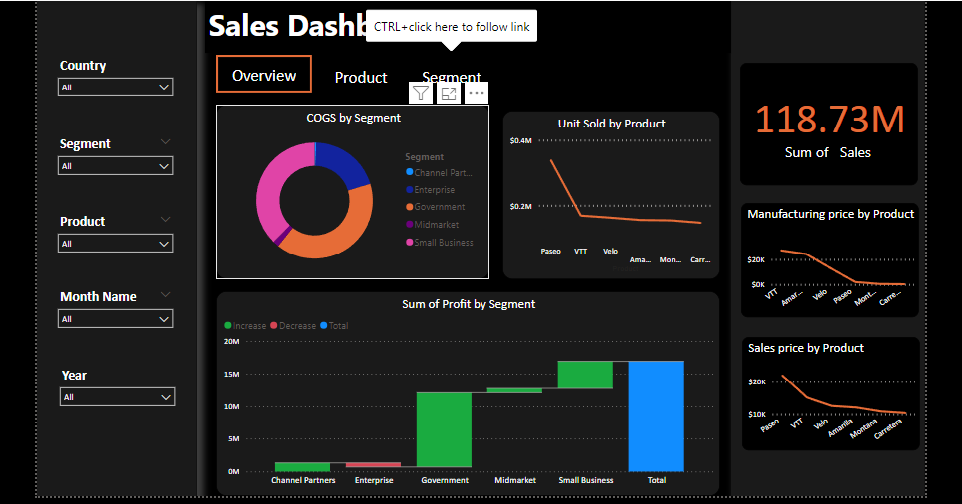 Sales Dashb
CTRL+click here to follow link
Overview
Product
Segment
Country
All
Segment
All
Product
All
Month Name
All
Year
All
COGS by Segment
Segment
Channel Part...
Enterprise
Government
Midmarket
Small Business
Unit Sold by Product
$0.4M
$0.2M
Paseo
VTT
Velo
Ama...
Mon...
Carr...
118.73M
Sum of Sales
Manufacturing price by Product
$20K
$0K
VTT
Amar...
Velo
Paseo
Mont...
Carre...
Sum of Profit by Segment
Increase
Decrease
Total
20M
15M
10M
5M
0M
Channel Partners
Enterprise
Government
Midmarket
Small Business
Total
Sales price by Product
$20K
$10K
Paseo
VTT
Velo
Amarilla
Montana
Carretera